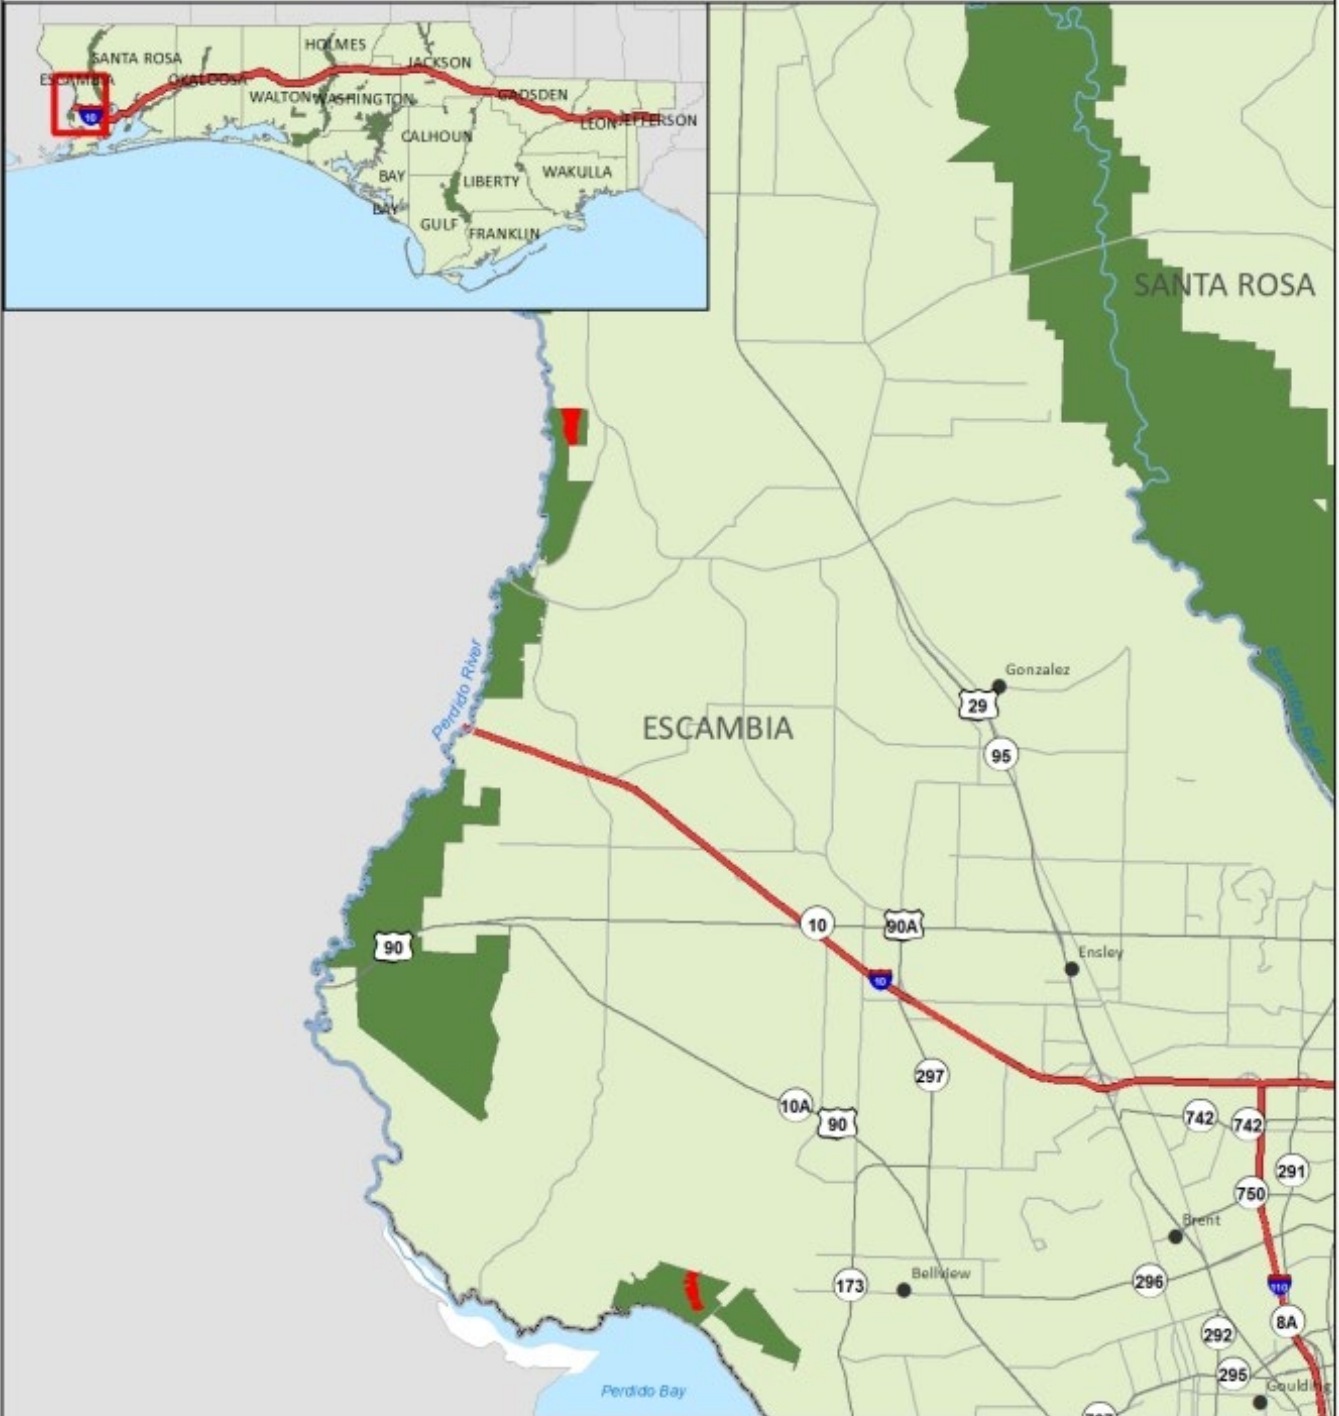 HOLMES
SANTA ROSA
JACKSON
ESCAMBIA
OKALOOSA
WALTON
WASHINGTON
GADSDEN
10
LEON
JEFFERSON
CALHOUN
BAY
LIBERTY
WAKULLA
BAY
GULF
FRANKLIN
SANTA ROSA
Perdido River
Gonzalez
29
Escambia River
ESCAMBIA
95
10
90A
90
Ensley
10
297
10A
90
742
742
291
750
Brent
Bellview
173
296
110
8A
292
295
Goulding
Perdido Bay